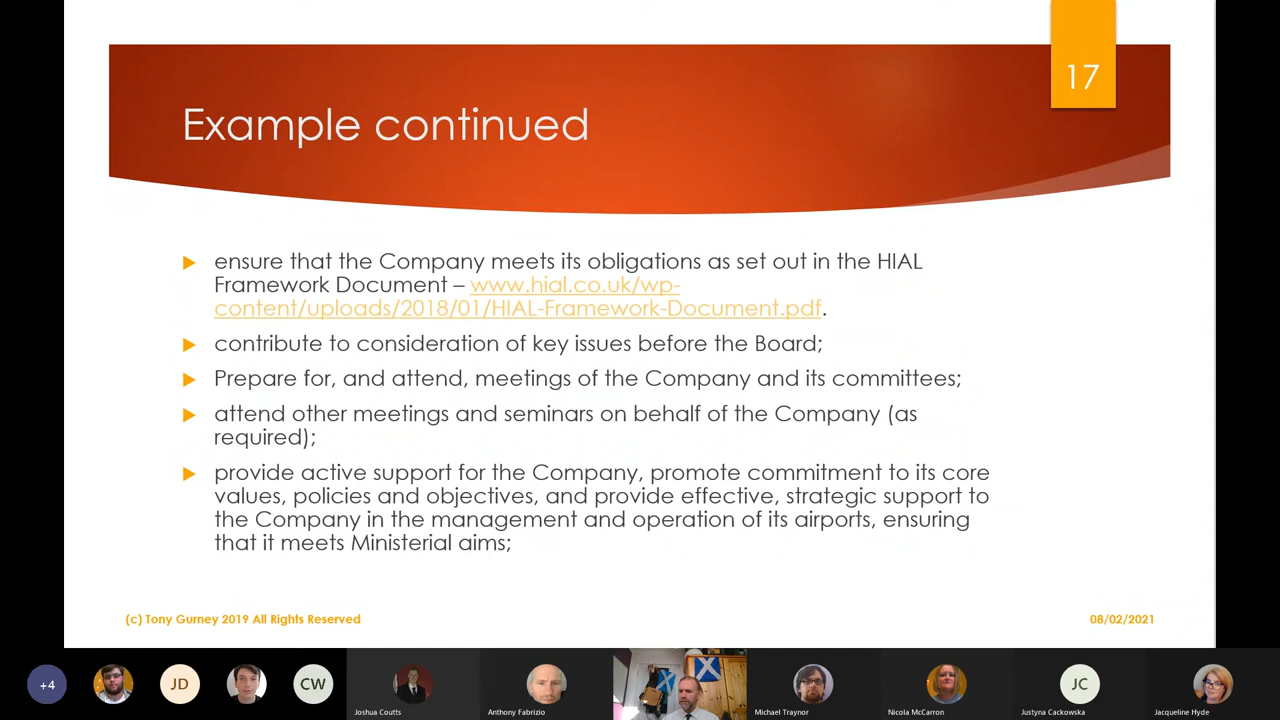 17
Example continued
ensure that the Company meets its obligations as set out in the HIAL
Framework Document – www.hial.co.uk/wp-
content/uploads/2018/01/HIAL-Framework-Document.pdf.
contribute to consideration of key issues before the Board;
Prepare for, and attend, meetings of the Company and its committees;
attend other meetings and seminars on behalf of the Company (as
required);
provide active support for the Company, promote commitment to its core
values, policies and objectives, and provide effective, strategic support to
the Company in the management and operation of its airports, ensuring
that it meets Ministerial aims;
(c) Tony Gurney 2019 All Rights Reserved
08/02/2021
+4
JD
CW
JC
Joshua Coutts
Anthony Fabrizio
Michael Traynor
Nicola McCarron
Justyna Cackowska
Jacqueline Hyde